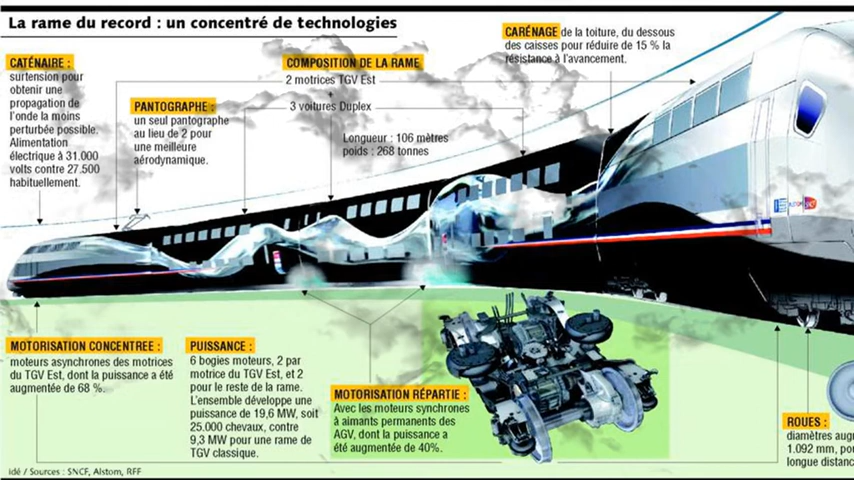 La rame du record : un concentré de technologies
CATÉNAIRE :
surtension pour
obtenir une
propagation de
l'onde la moins
perturbée possible.
Alimentation
électrique à 31.000
volts contre 27.500
habituellement.
PANTOGRAPHE :
un seul pantographe
au lieu de 2 pour
une meilleure
aérodynamique.
COMPOSITION DE LA RAME
2 motrices TGV Est
+
3 voitures Duplex
Longueur : 106 mètres
poids : 268 tonnes
CARÉNAGE de la toiture, du dessous
des caisses pour réduire de 15 % la
résistance à l'avancement.
MOTORISATION CONCENTREE :
moteurs asynchrones des motrices
du TGV Est, dont la puissance a été
augmentée de 68 %.
PUISSANCE :
6 bogies moteurs, 2 par
motrice du TGV Est, et 2
pour le reste de la rame.
L'ensemble développe une
puissance de 19,6 MW, soit
25.000 chevaux, contre
9,3 MW pour une rame de
TGV classique.
MOTORISATION RÉPARTIE :
Avec les moteurs synchrones
à aimants permanents des
AGV, dont la puissance a
été augmentée de 40%.
ROUES :
diamètres aug
1.092 mm, pou
longue distanc
idé / Sources : SNCF, Alstom, RFF